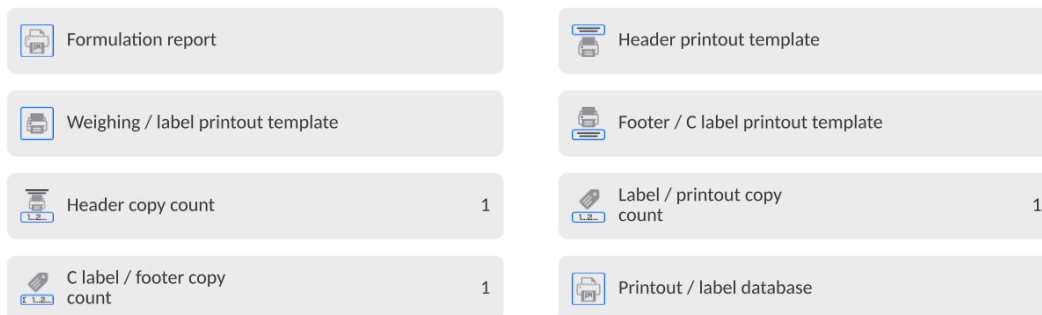 Formulation report
Header printout template
Weighing / label printout template
Footer / C label printout template
Header copy count 1
Label / printout copy
count 1
C label / footer copy
count 1
Printout / label database